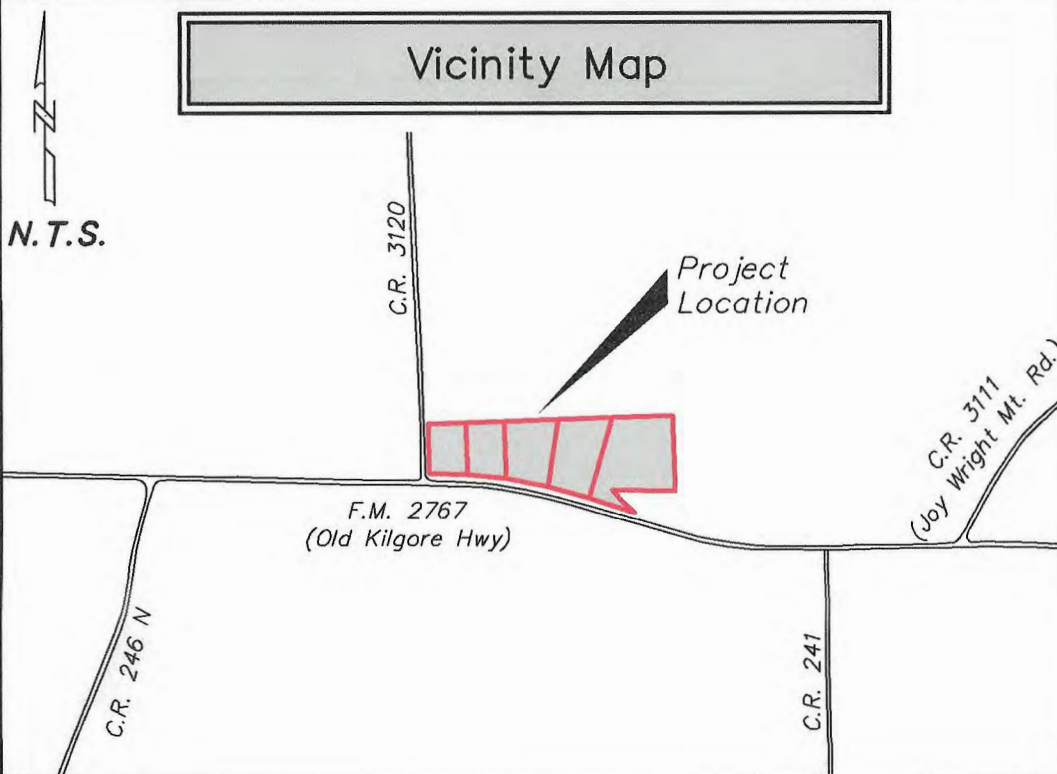 Vicinity Map
N
N.T.S.
C.R. 3120
Project
Location
C.R. 3111
(Joy Wright Mt. Rd.)
F.M. 2767
(Old Kilgore Hwy)
C.R. 246 N
C.R. 241